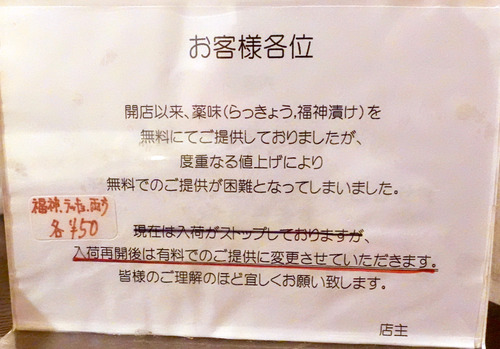 お客様各位
開店以来、薬味(らっきょう,福神漬け)を
無料にてご提供しておりましたが、
度重なる値上げにより
無料でのご提供が困難となってしまいました。
福神、らっきょ、両方
各¥50
現在は入荷がストップしておりますが、
入荷再開後は有料でのご提供に変更させていただきます。
皆様のご理解のほど宜しくお願い致します。
店主